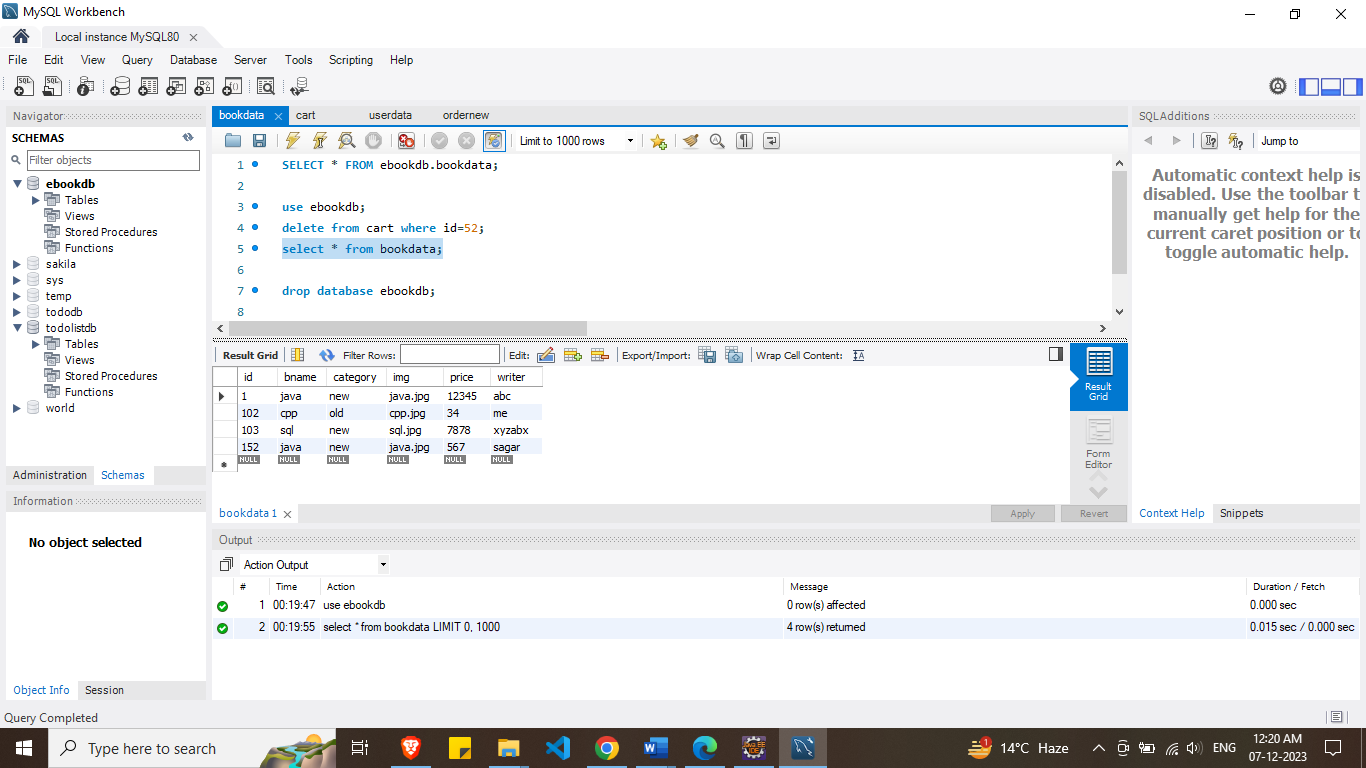 MySQL Workbench
Local instance MySQL80
File Edit View Query Database Server Tools Scripting Help
Navigator
SCHEMAS
Filter objects
ebookdb
Tables
Views
Stored Procedures
Functions
sakila
sys
temp
tododb
todolistdb
Tables
Views
Stored Procedures
Functions
world
Administration Schemas
Information
No object selected
Object Info Session
bookdata cart userdata ordernew
Limit to 1000 rows
1 SELECT * FROM ebookdb.bookdata;
2
3 use ebookdb;
4 delete from cart where id=52;
5 select * from bookdata;
6
7 drop database ebookdb;
8
Result Grid Filter Rows: Edit: Export/Import: Wrap Cell Content:
id bname category img price writer
1 java new java.jpg 12345 abc
102 cpp old cpp.jpg 34 me
103 sql new sql.jpg 7878 xyzabx
152 java new java.jpg 567 sagar
NULL NULL NULL NULL NULL NULL
Result
Grid
Form
Editor
bookdata 1 Apply Revert
SQLAdditions
Jump to
Automatic context help is
disabled. Use the toolbar t
manually get help for the
current caret position or to
toggle automatic help.
Context Help Snippets
Output
Action Output
# Time Action Message Duration / Fetch
1 00:19:47 use ebookdb 0 row(s) affected 0.000 sec
2 00:19:55 select * from bookdata LIMIT 0, 1000 4 row(s) returned 0.015 sec / 0.000 sec
Query Completed
Type here to search
14°C Haze
ENG
12:20 AM
07-12-2023